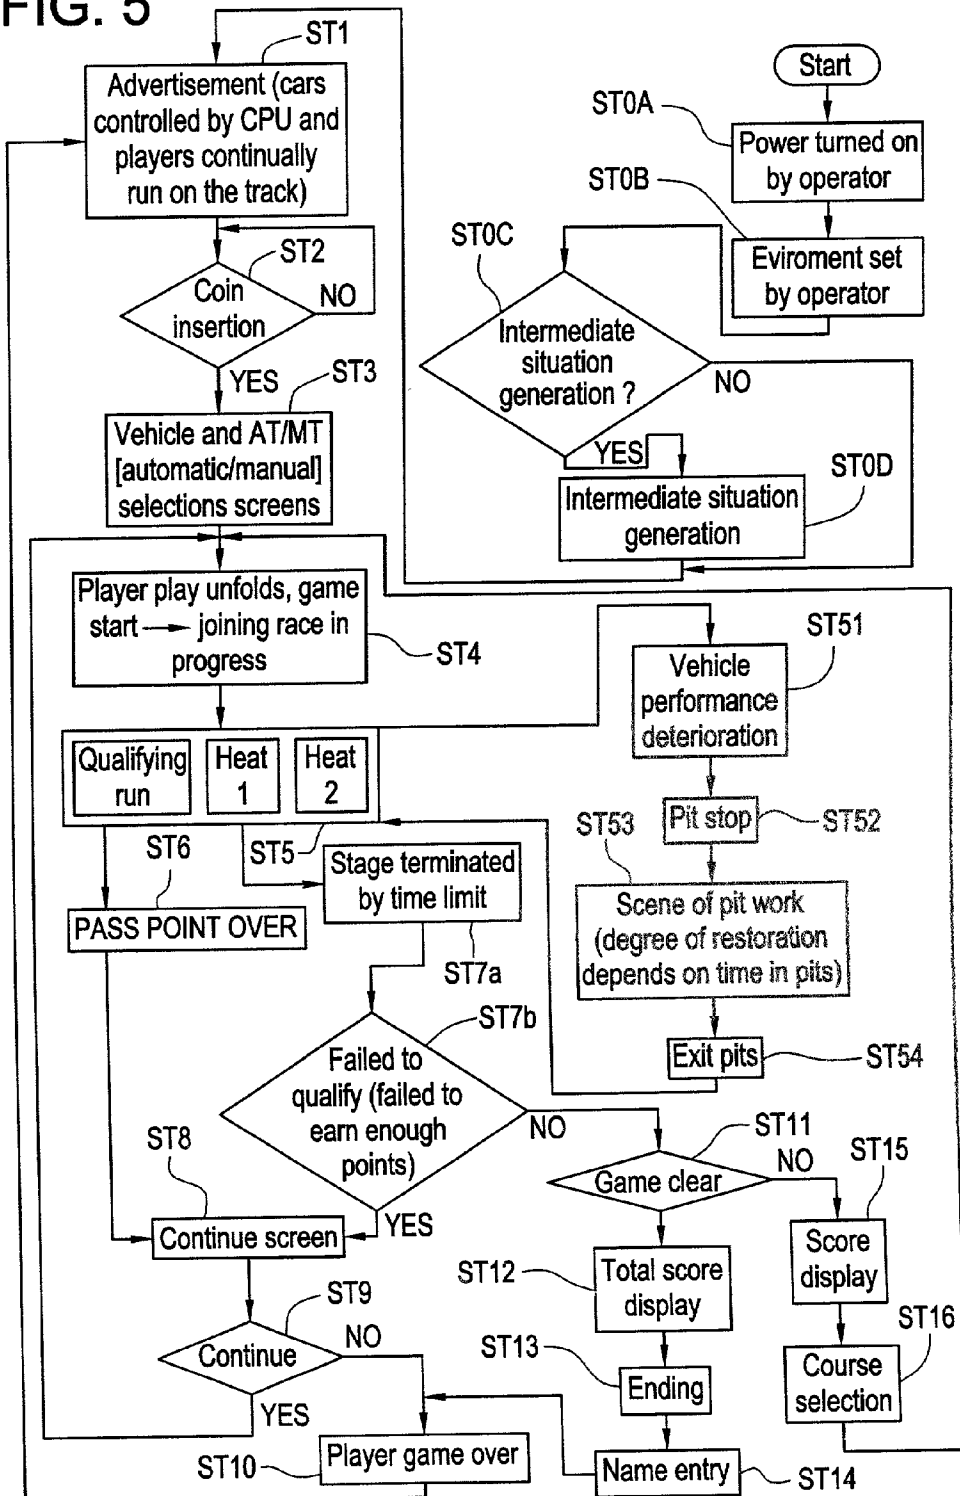 FIG. 5
ST1
Advertisement (cars
controlled by CPU and
players continually
run on the track)
Start
ST0A
Power turned on
by operator
ST0B
Eviroment set
by operator
ST0C
Intermediate
situation
generation ?
NO
YES
ST0D
Intermediate situation
generation
ST2
Coin
insertion
NO
YES
ST3
Vehicle and AT/MT
[automatic/manual]
selections screens
Player play unfolds, game
start → joining race in
progress
ST4
Qualifying
run
Heat
1
Heat
2
ST5
ST51
Vehicle
performance
deterioration
Pit stop
ST52
ST53
Scene of pit work
(degree of restoration
depends on time in pits)
Exit pits
ST54
ST6
PASS POINT OVER
Stage terminated
by time limit
ST7a
ST7b
Failed to
qualify (failed to
earn enough
points)
NO
YES
ST8
Continue screen
ST9
Continue
NO
YES
ST10
Player game over
ST11
Game clear
NO
ST12
Total score
display
ST13
Ending
Name entry
ST14
ST15
Score
display
ST16
Course
selection